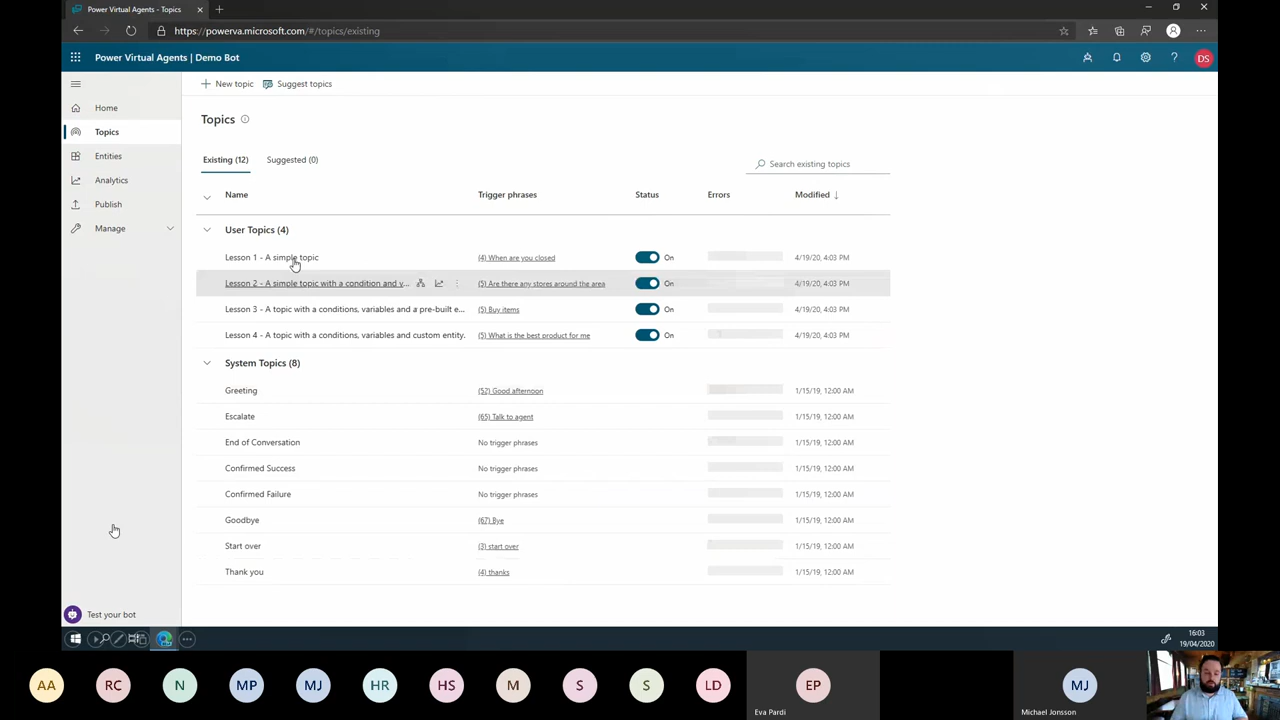 Power Virtual Agents - Topics
https://powerva.microsoft.com/#/topics/existing
Power Virtual Agents | Demo Bot
DS
New topic
Suggest topics
Home
Topics
Entities
Analytics
Publish
Manage
Topics
Existing (12)
Suggested (0)
Search existing topics
Name
Trigger phrases
Status
Errors
Modified ↓
User Topics (4)
Lesson 1 - A simple topic
(4) When are you closed
On
4/19/20, 4:03 PM
Lesson 2 - A simple topic with a condition and v...
(5) Are there any stores around the area
On
4/19/20, 4:03 PM
Lesson 3 - A topic with a conditions, variables and a pre-built e...
(5) Buy items
On
4/19/20, 4:03 PM
Lesson 4 - A topic with a conditions, variables and custom entity.
(5) What is the best product for me
On
4/19/20, 4:03 PM
System Topics (8)
Greeting
(52) Good afternoon
1/15/19, 12:00 AM
Escalate
(65) Talk to agent
1/15/19, 12:00 AM
End of Conversation
No trigger phrases
1/15/19, 12:00 AM
Confirmed Success
No trigger phrases
1/15/19, 12:00 AM
Confirmed Failure
No trigger phrases
1/15/19, 12:00 AM
Goodbye
(67) Bye
1/15/19, 12:00 AM
Start over
(3) start over
1/15/19, 12:00 AM
Thank you
(4) thanks
1/15/19, 12:00 AM
Test your bot
16:03
19/04/2020
AA
RC
N
MP
MJ
HR
HS
M
S
S
LD
EP
Eva Pardi
MJ
Michael Jonsson